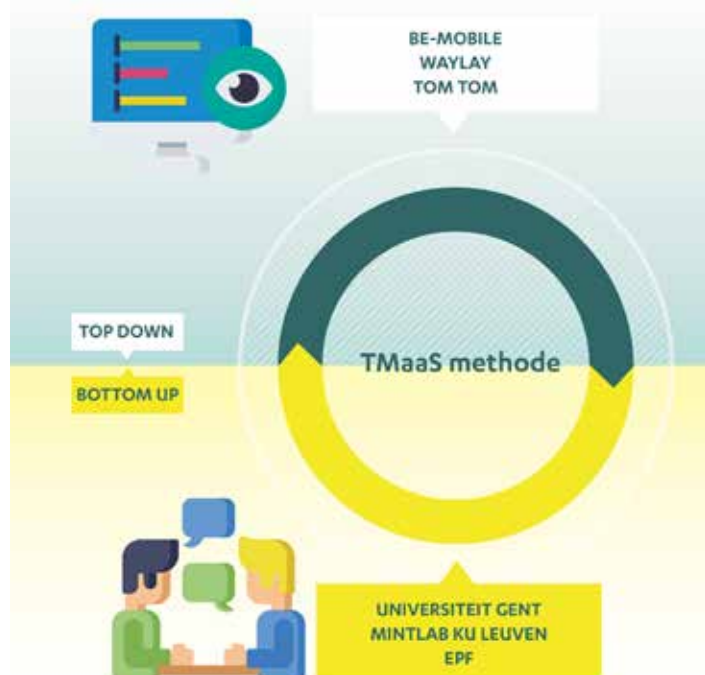 BE-MOBILE
WAYLAY
TOM TOM
TOP DOWN
TMaaS methode
BOTTOM UP
UNIVERSITEIT GENT
MINTLAB KU LEUVEN
EPF